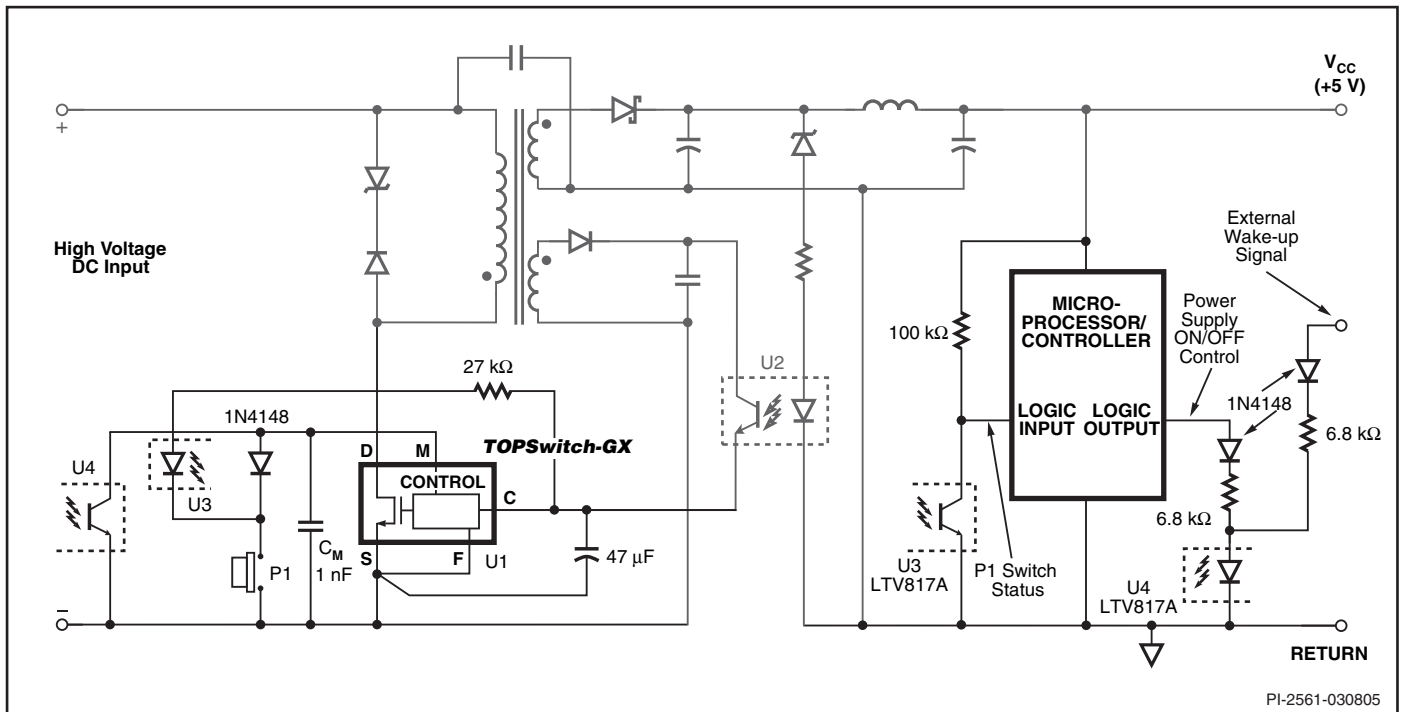 V_CC
(+5 V)
+
High Voltage
DC Input
External
Wake-up
Signal
MICRO-
PROCESSOR/
CONTROLLER
Power
Supply
ON/OFF
Control
100 kΩ
27 kΩ
U2
1N4148
1N4148
LOGIC
INPUT
LOGIC
OUTPUT
6.8 kΩ
TOPSwitch-GX
D
M
CONTROL
C
U4
U3
6.8 kΩ
S
F
U1
47 µF
C_M
1 nF
P1
U3
LTV817A
P1 Switch
Status
U4
LTV817A
–
RETURN
PI-2561-030805